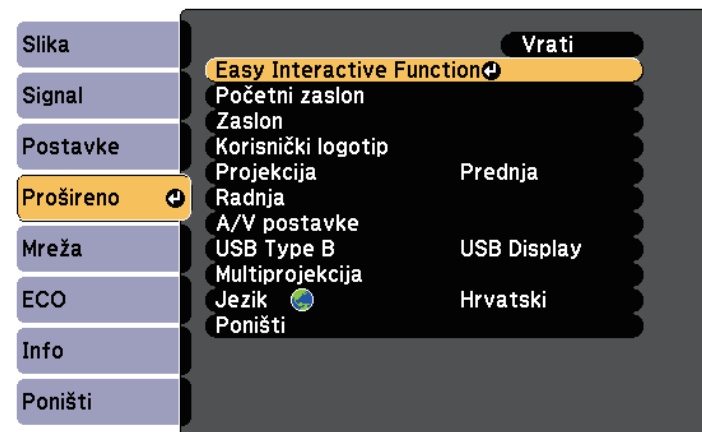 Slika
Signal
Postavke
Prošireno
Mreža
ECO
Info
Poništi
Vrati
Easy Interactive Function
Početni zaslon
Zaslon
Korisnički logotip
Projekcija Prednja
Radnja
A/V postavke
USB Type B USB Display
Multiprojekcija
Jezik Hrvatski
Poništi